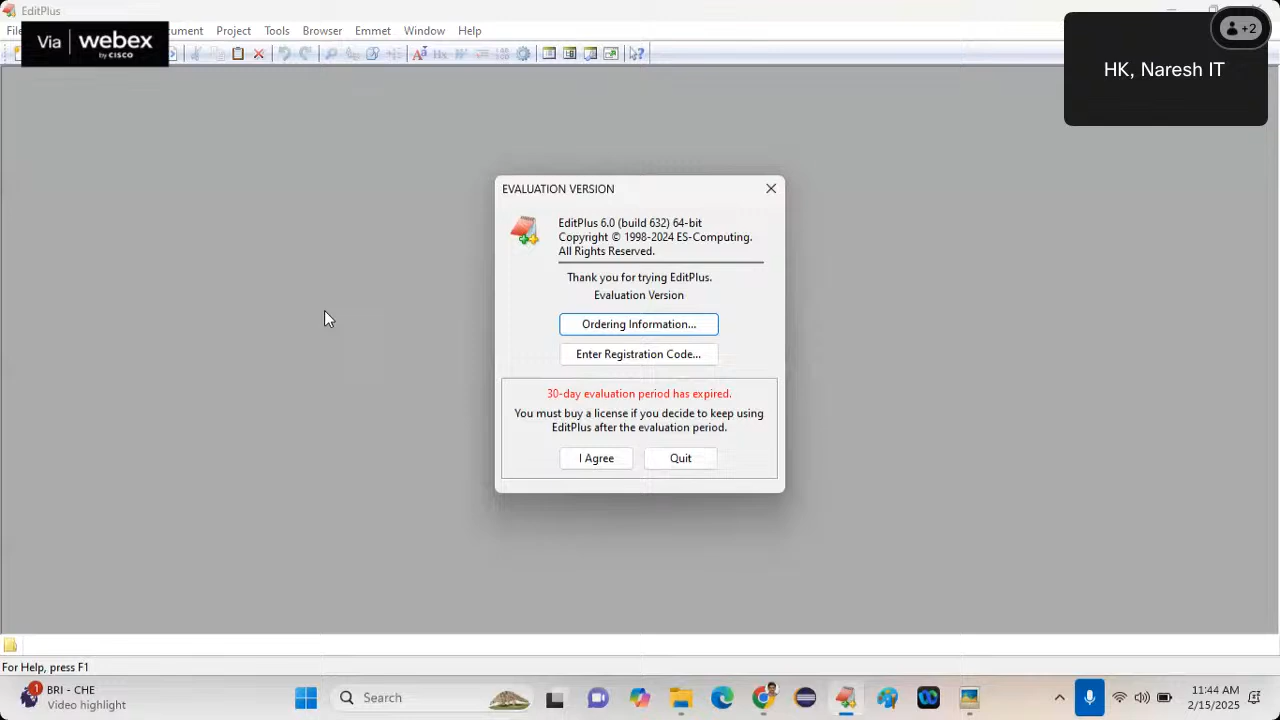 EditPlus
Fil
ument Project Tools Browser Emmet Window Help
Via webex
by CISCO
+2
HK, Naresh IT
EVALUATION VERSION
EditPlus 6.0 (build 632) 64-bit
Copyright © 1998-2024 ES-Computing.
All Rights Reserved.
Thank you for trying EditPlus.
Evaluation Version
Ordering Information...
Enter Registration Code...
30-day evaluation period has expired.
You must buy a license if you decide to keep using
EditPlus after the evaluation period.
I Agree Quit
For Help, press F1
1
BRI - CHE
Video highlight
Search
11:44 AM
2/15/2025